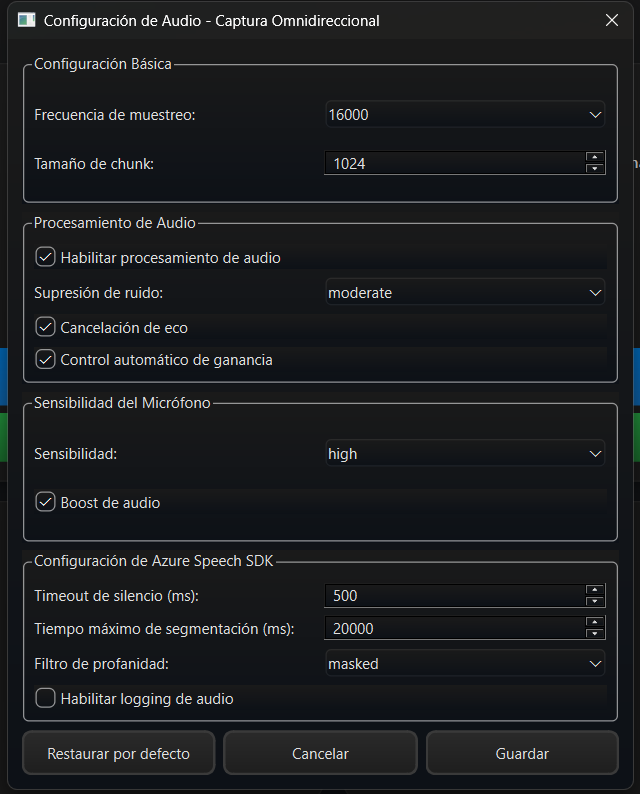 Configuración de Audio - Captura Omnidireccional
Configuración Básica
Frecuencia de muestreo: 16000
Tamaño de chunk: 1024
Procesamiento de Audio
Habilitar procesamiento de audio
Supresión de ruido: moderate
Cancelación de eco
Control automático de ganancia
Sensibilidad del Micrófono
Sensibilidad: high
Boost de audio
Configuración de Azure Speech SDK
Timeout de silencio (ms): 500
Tiempo máximo de segmentación (ms): 20000
Filtro de profanidad: masked
Habilitar logging de audio
Restaurar por defecto Cancelar Guardar